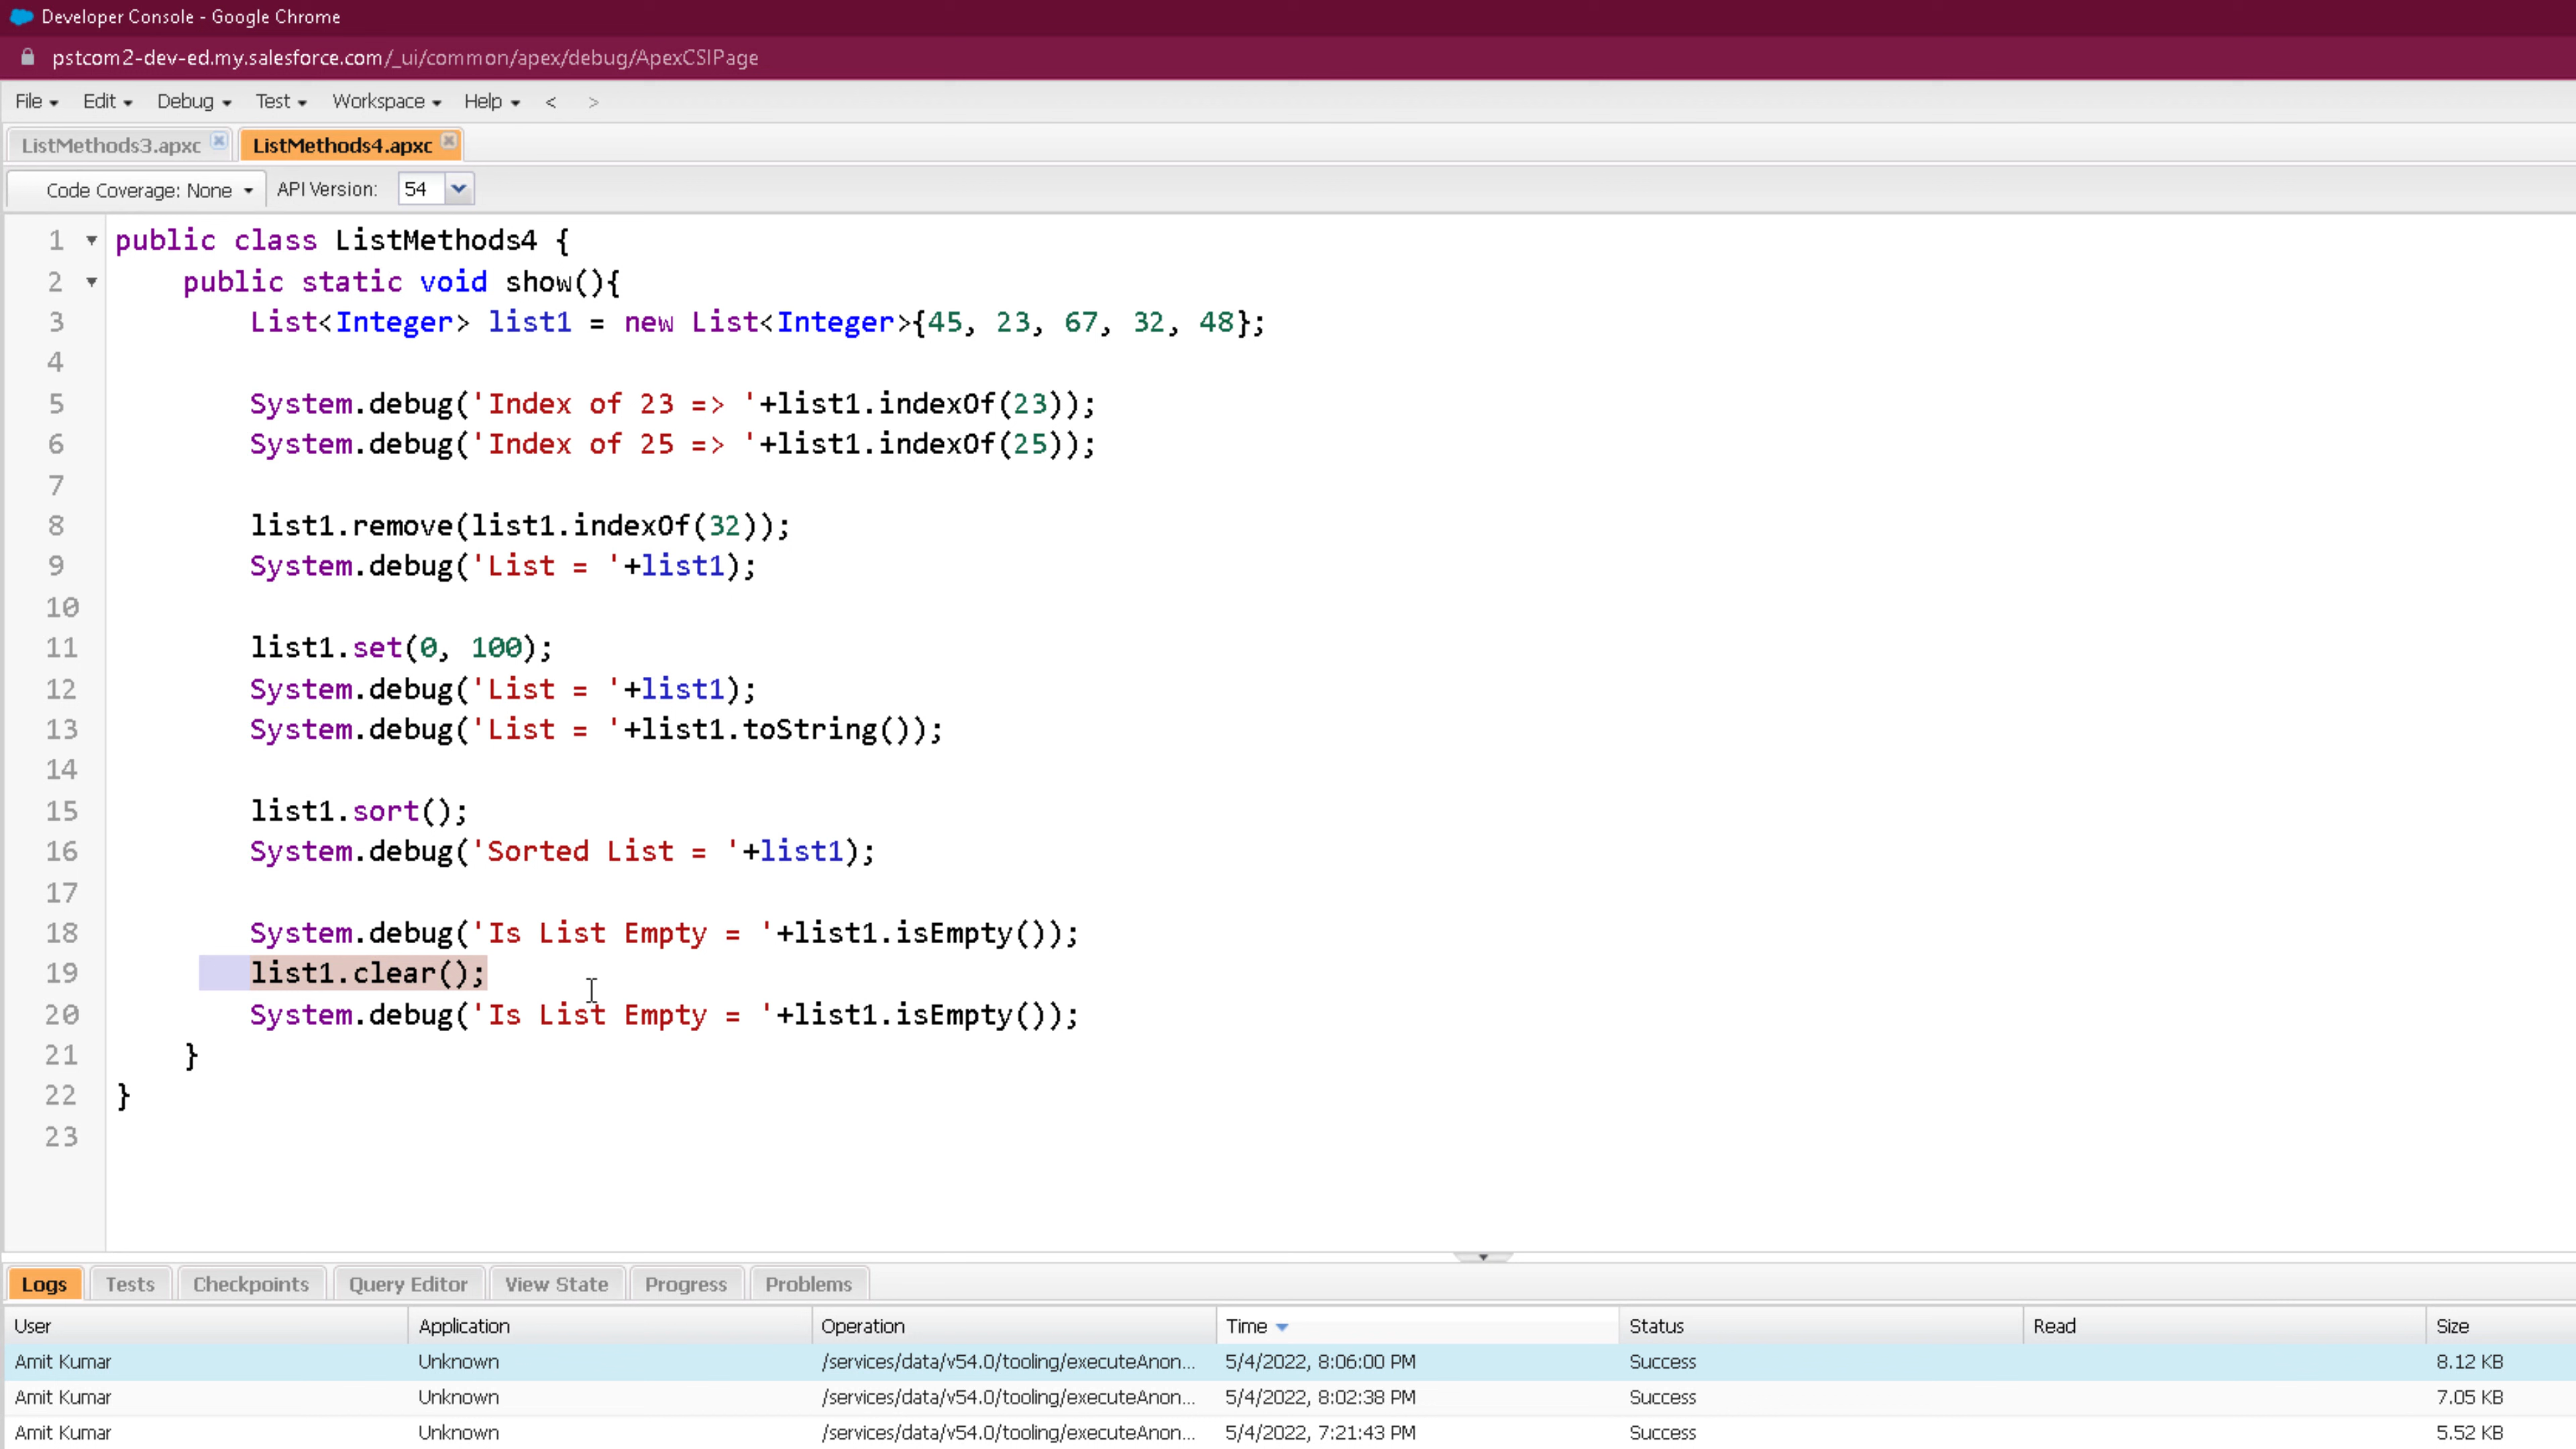 Developer Console - Google Chrome
pstcom2-dev-ed.my.salesforce.com/_ui/common/apex/debug/ApexCSIPage
File Edit Debug Test Workspace Help < >
ListMethods3.apxc ListMethods4.apxc
Code Coverage: None API Version: 54
1 public class ListMethods4 {
2 public static void show(){
3 List<Integer> list1 = new List<Integer>{45, 23, 67, 32, 48};
4
5 System.debug('Index of 23 => '+list1.indexOf(23));
6 System.debug('Index of 25 => '+list1.indexOf(25));
7
8 list1.remove(list1.indexOf(32));
9 System.debug('List = '+list1);
10
11 list1.set(0, 100);
12 System.debug('List = '+list1);
13 System.debug('List = '+list1.toString());
14
15 list1.sort();
16 System.debug('Sorted List = '+list1);
17
18 System.debug('Is List Empty = '+list1.isEmpty());
19 list1.clear();
20 System.debug('Is List Empty = '+list1.isEmpty());
21 }
22 }
23
Logs Tests Checkpoints Query Editor View State Progress Problems
User Application Operation Time Status Read Size
Amit Kumar Unknown /services/data/v54.0/tooling/executeAnon... 5/4/2022, 8:06:00 PM Success 8.12 KB
Amit Kumar Unknown /services/data/v54.0/tooling/executeAnon... 5/4/2022, 8:02:38 PM Success 7.05 KB
Amit Kumar Unknown /services/data/v54.0/tooling/executeAnon... 5/4/2022, 7:21:43 PM Success 5.52 KB